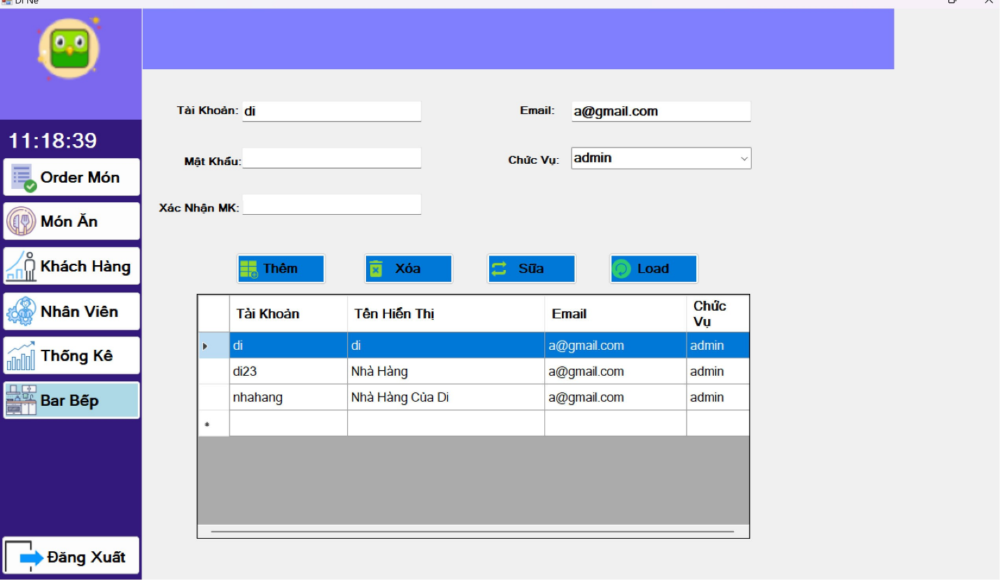 Di Ne
11:18:39
Order Món
Món Ăn
Khách Hàng
Nhân Viên
Thống Kê
Bar Bếp
Đăng Xuất
Tài Khoản: di
Email: a@gmail.com
Mật Khẩu:
Chức Vụ: admin
Xác Nhận MK:
Thêm Xóa Sữa Load
Tài Khoản Tên Hiển Thị Email Chức Vụ
di di a@gmail.com admin
di23 Nhà Hàng a@gmail.com admin
nhahang Nhà Hàng Của Di a@gmail.com admin